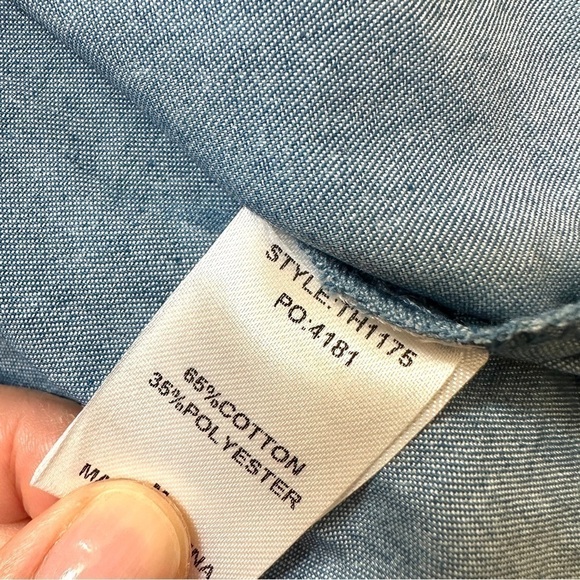 STYLE:TH1175
PO:4181
65%COTTON
35%POLYESTER
M